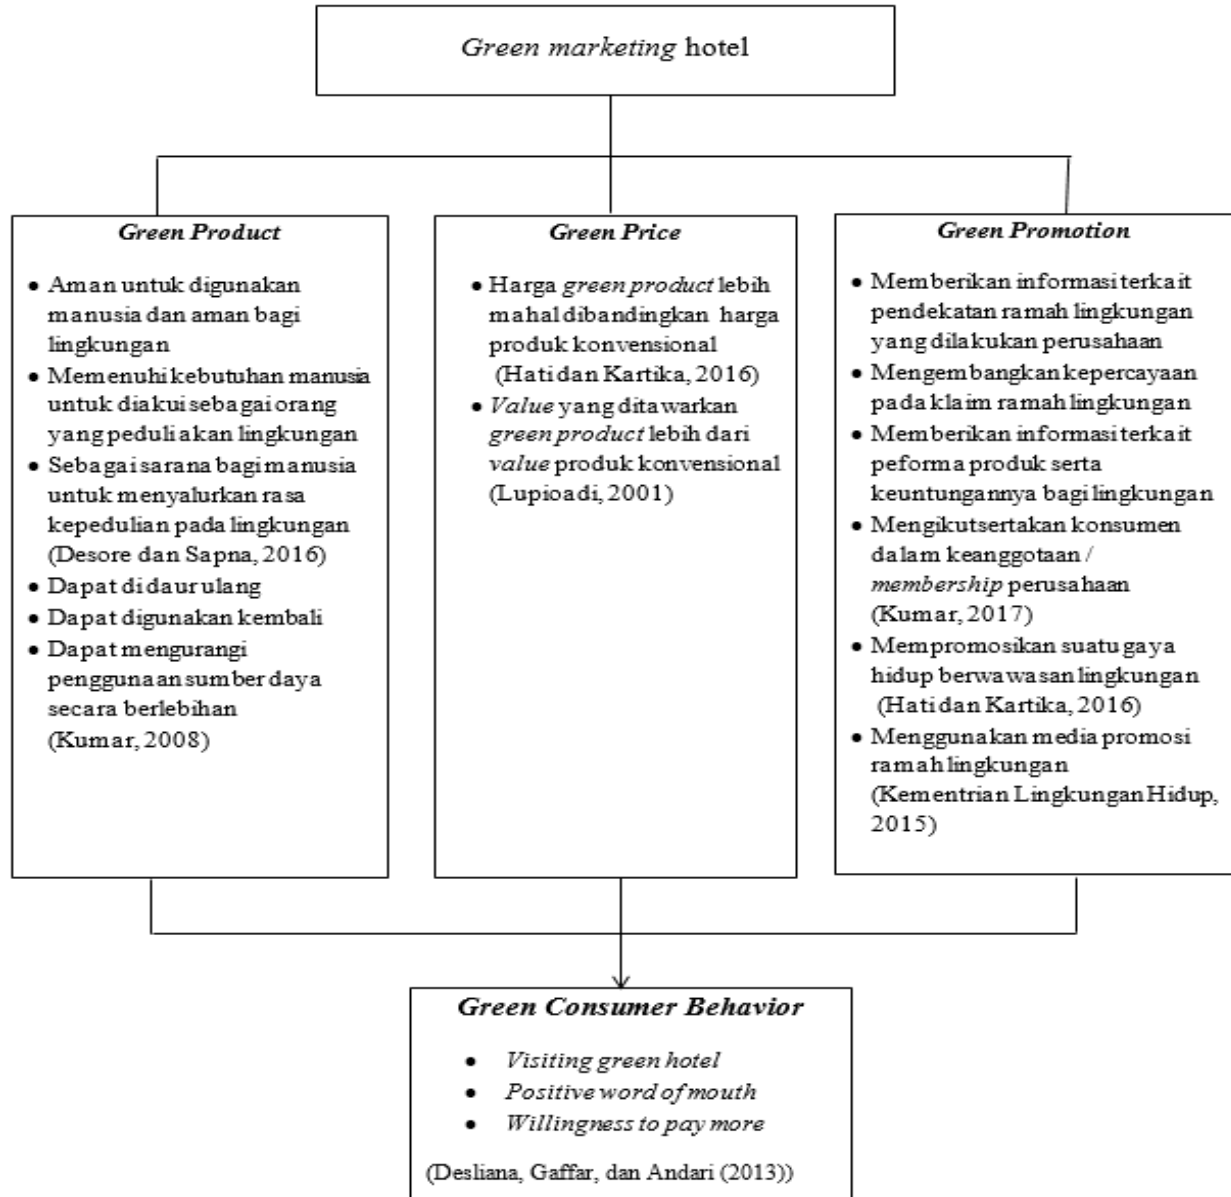 Green marketing hotel
Green Product
• Aman untuk digunakan
manusia dan aman bagi
lingkungan
• Memenuhi kebutuhan manusia
untuk diakui sebagai orang
yang peduli akan lingkungan
• Sebagai sarana bagi manusia
untuk menyalurkan rasa
kepedulian pada lingkungan
(Desore dan Sapna, 2016)
• Dapat di daur ulang
• Dapat digunakan kembali
• Dapat mengurangi
penggunaan sumber daya
secara berlebihan
(Kumar, 2008)
Green Price
• Harga green product lebih
mahal dibandingkan harga
produk konvensional
(Hati dan Kartika, 2016)
• Value yang ditawarkan
green product lebih dari
value produk konvensional
(Lupioadi, 2001)
Green Promotion
• Memberikan informasi terkait
pendekatan ramah lingkungan
yang dilakukan perusahaan
• Mengembangkan kepercayaan
pada klaim ramah lingkungan
• Memberikan informasi terkait
peforma produk serta
keuntungannya bagi lingkungan
• Mengikutsertakan konsumen
dalam keanggotaan /
membership perusahaan
(Kumar, 2017)
• Mempromosikan suatu gaya
hidup berwawasan lingkungan
(Hati dan Kartika, 2016)
• Menggunakan media promosi
ramah lingkungan
(Kementrian Lingkungan Hidup,
2015)
Green Consumer Behavior
• Visiting green hotel
• Positive word of mouth
• Willingness to pay more
(Desliana, Gaffar, dan Andari (2013))